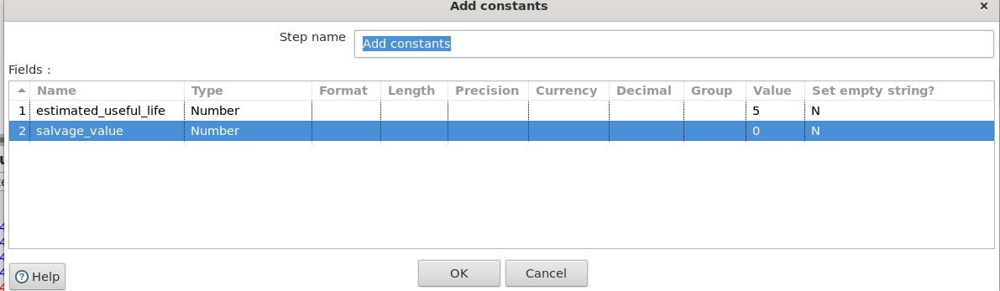 Add constants ×
Step name Add constants
Fields :
Name Type Format Length Precision Currency Decimal Group Value Set empty string?
1 estimated_useful_life Number 5 N
2 salvage_value Number 0 N
Help OK Cancel